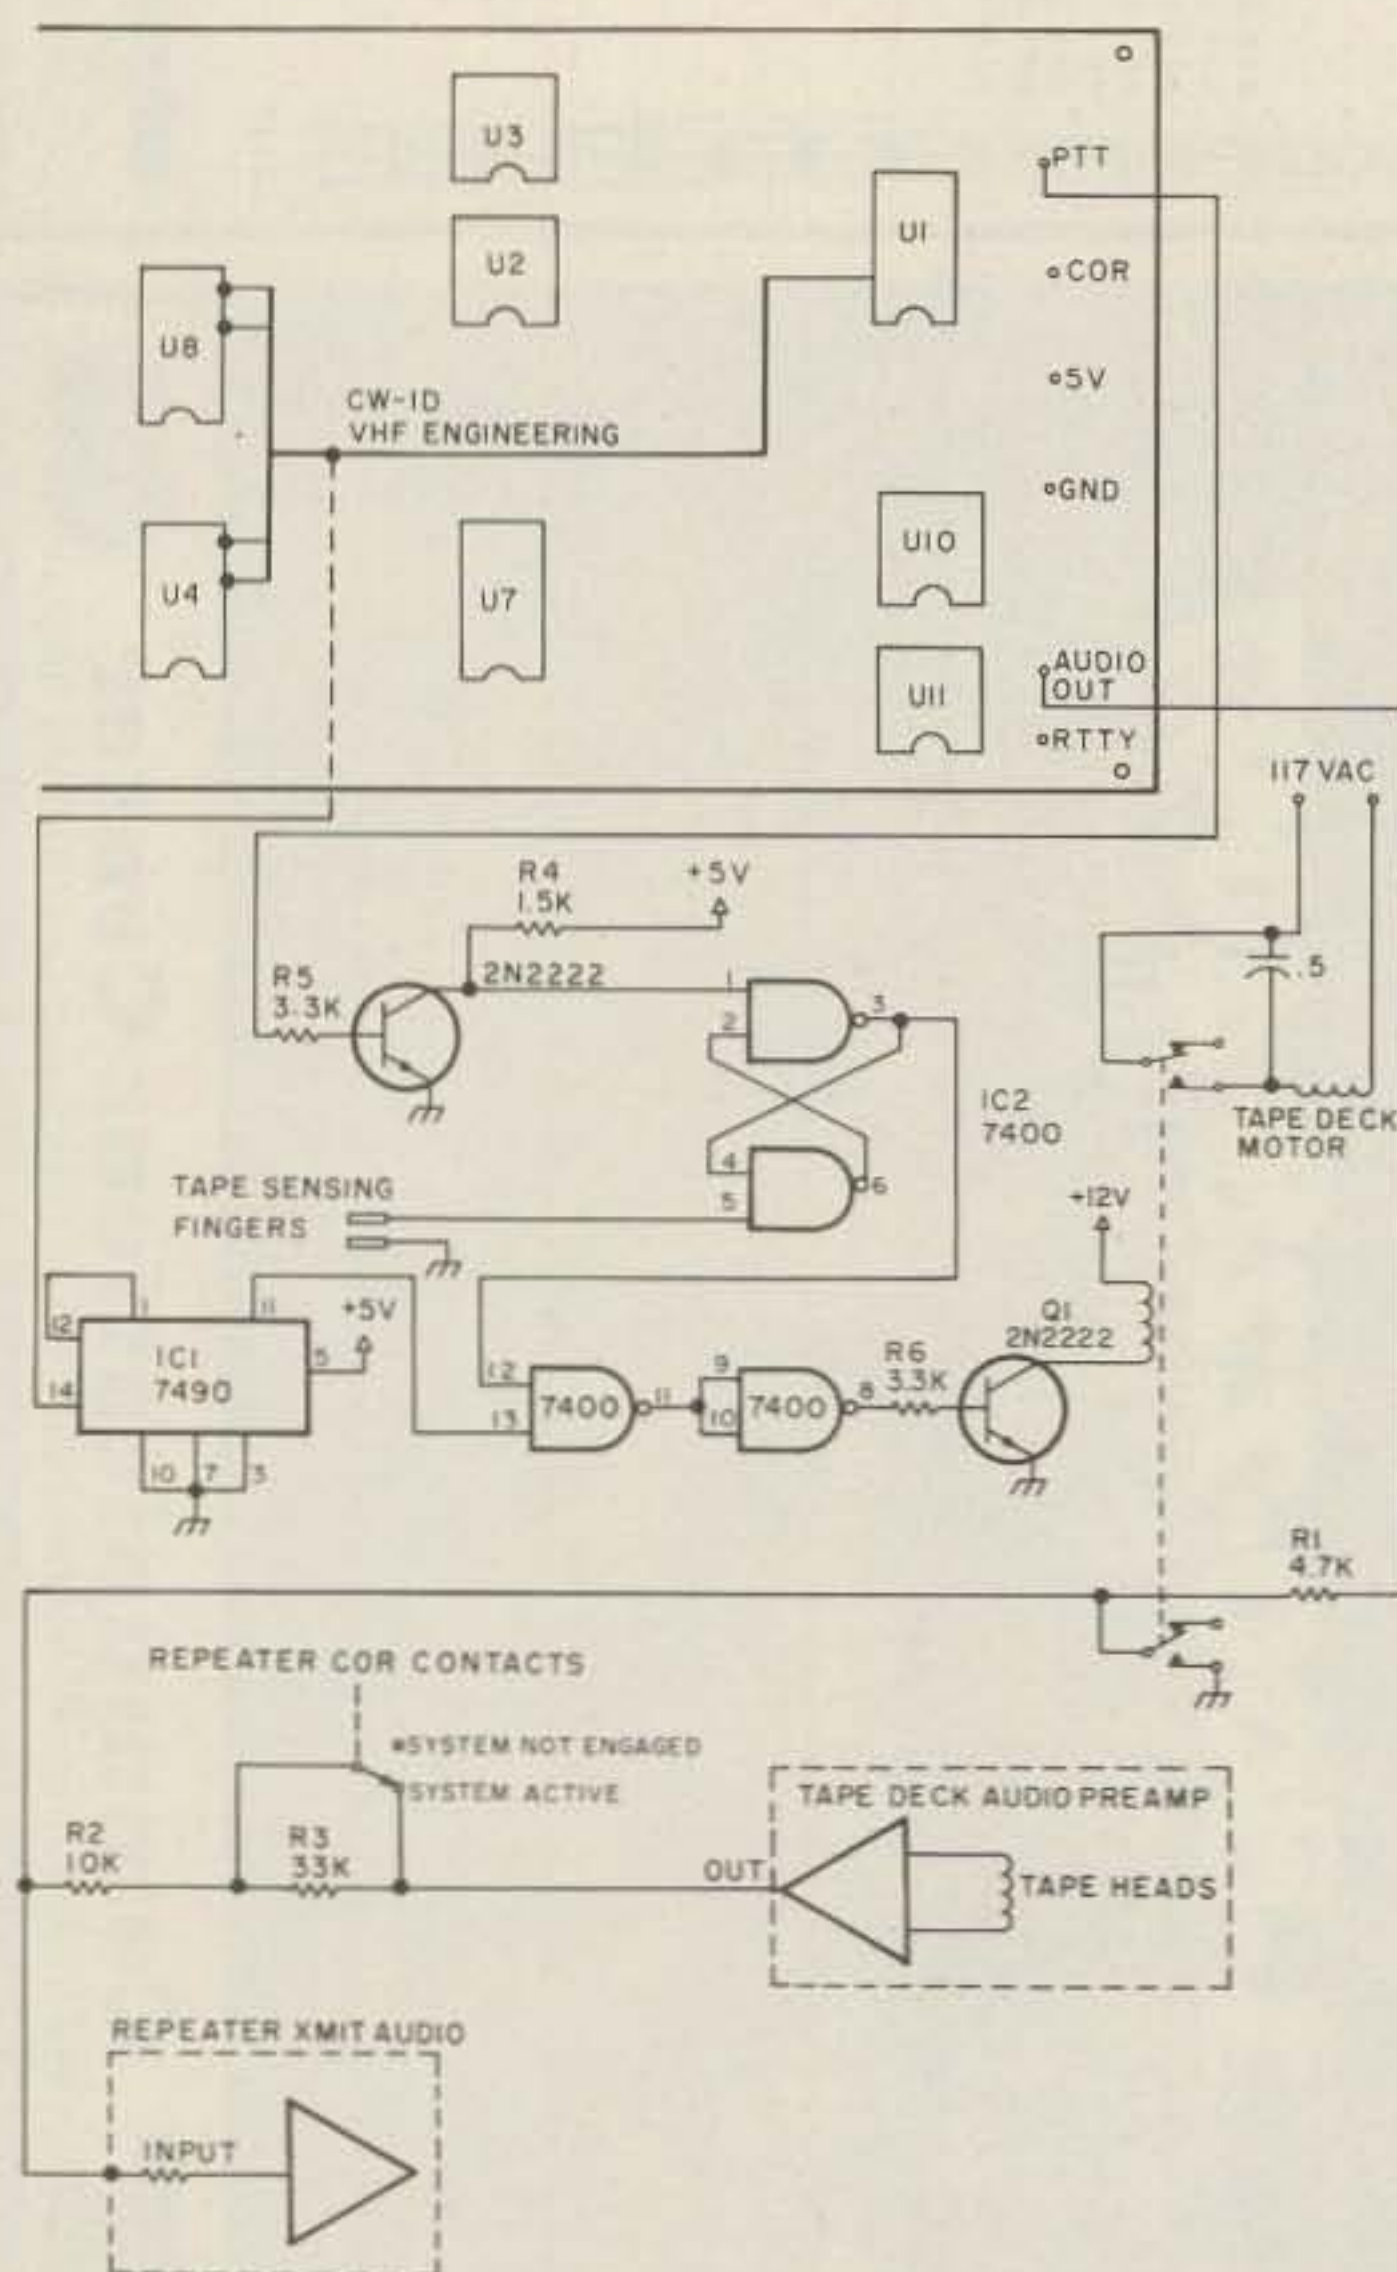 U3
PTT
U1
U2
COR
U8
5V
CW-ID
VHF ENGINEERING
GND
U10
U4
U7
AUDIO
OUT
U11
RTTY
117 VAC
R4
1.5K
+5V
R5
3.3K
2N2222
1
2
3
.5
IC2
7400
TAPE DECK
MOTOR
4
5
6
TAPE SENSING
FINGERS
+12V
1
11
+5V
12
IC1
7490
5
14
10
7
3
12
13
7400
11
9
10
7400
8
R6
3.3K
Q1
2N2222
R1
4.7K
REPEATER COR CONTACTS
SYSTEM NOT ENGAGED
SYSTEM ACTIVE
TAPE DECK AUDIO PREAMP
R2
10K
R3
33K
OUT
TAPE HEADS
REPEATER XMIT AUDIO
INPUT